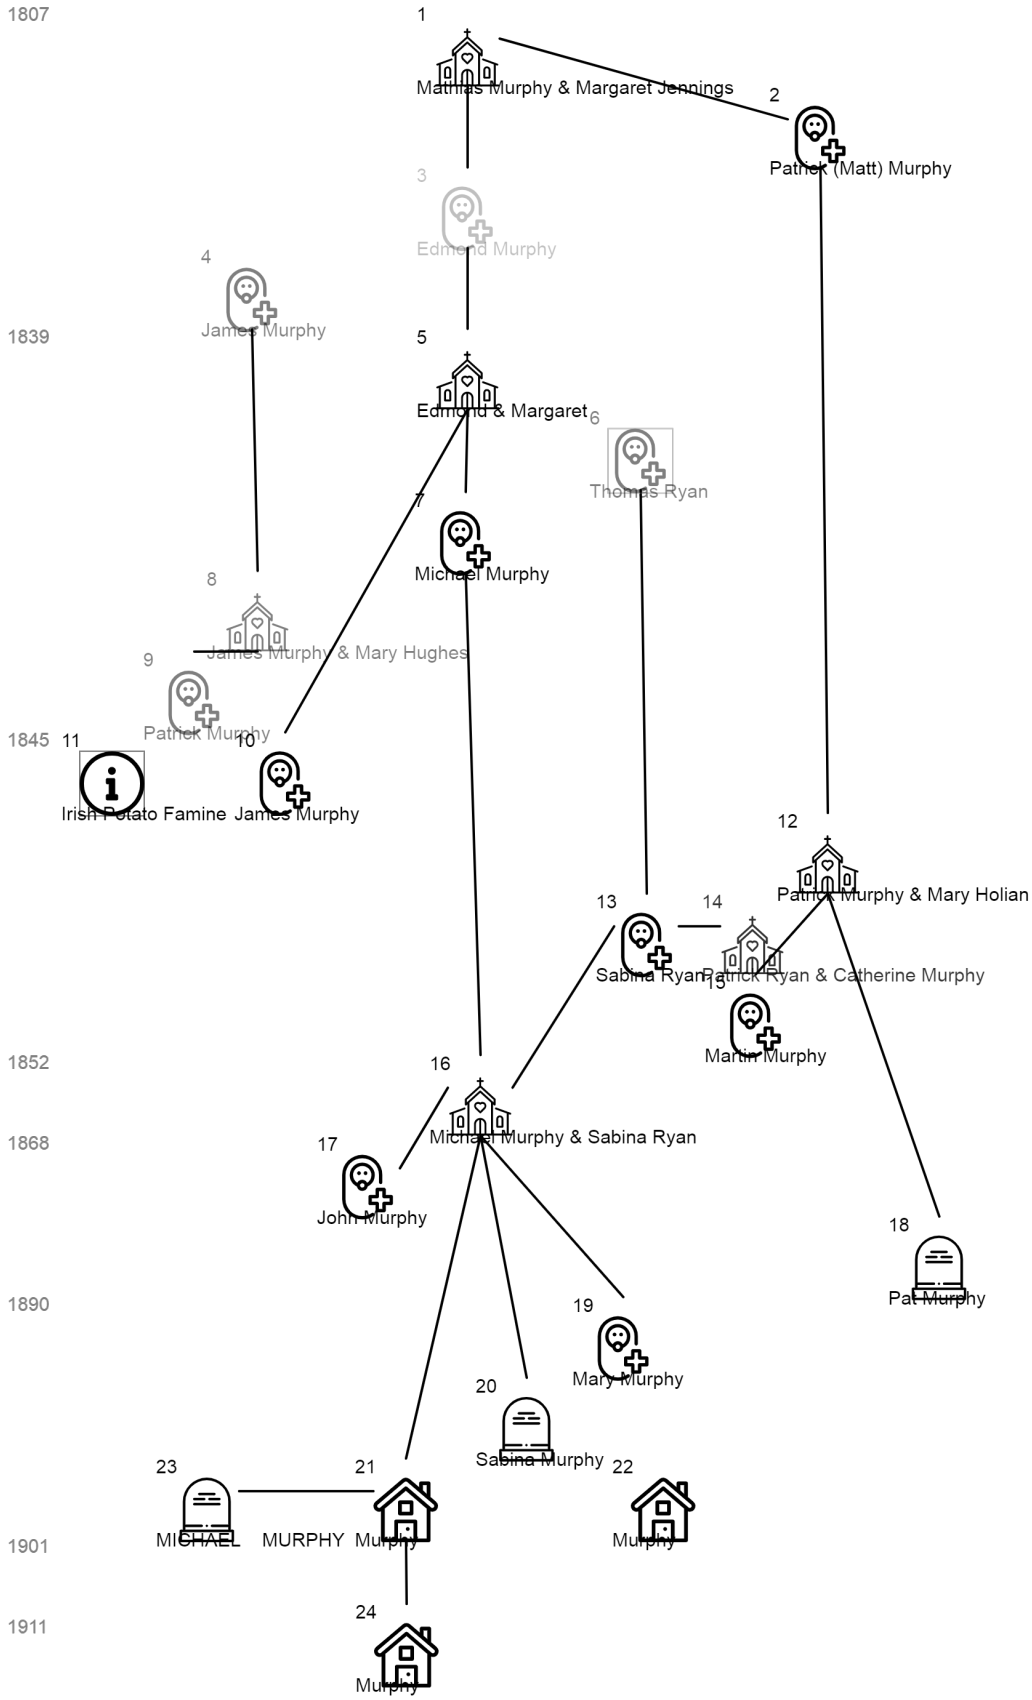 1807
1
Mathias Murphy & Margaret Jennings
2
Patrick (Matt) Murphy
3
Edmond Murphy
4
James Murphy
1839
5
Edmond & Margaret
6
Thomas Ryan
7
Michael Murphy
8
James Murphy & Mary Hughes
9
Patrick Murphy
1845
11
10
Irish Potato Famine
James Murphy
12
Patrick Murphy & Mary Holian
13
14
Sabina Ryan
Patrick Ryan & Catherine Murphy
15
Martin Murphy
1852
16
Michael Murphy & Sabina Ryan
1868
17
John Murphy
18
Pat Murphy
1890
19
Mary Murphy
20
Sabina Murphy
23
21
22
MICHAEL MURPHY
Murphy
Murphy
1901
24
1911
Murphy